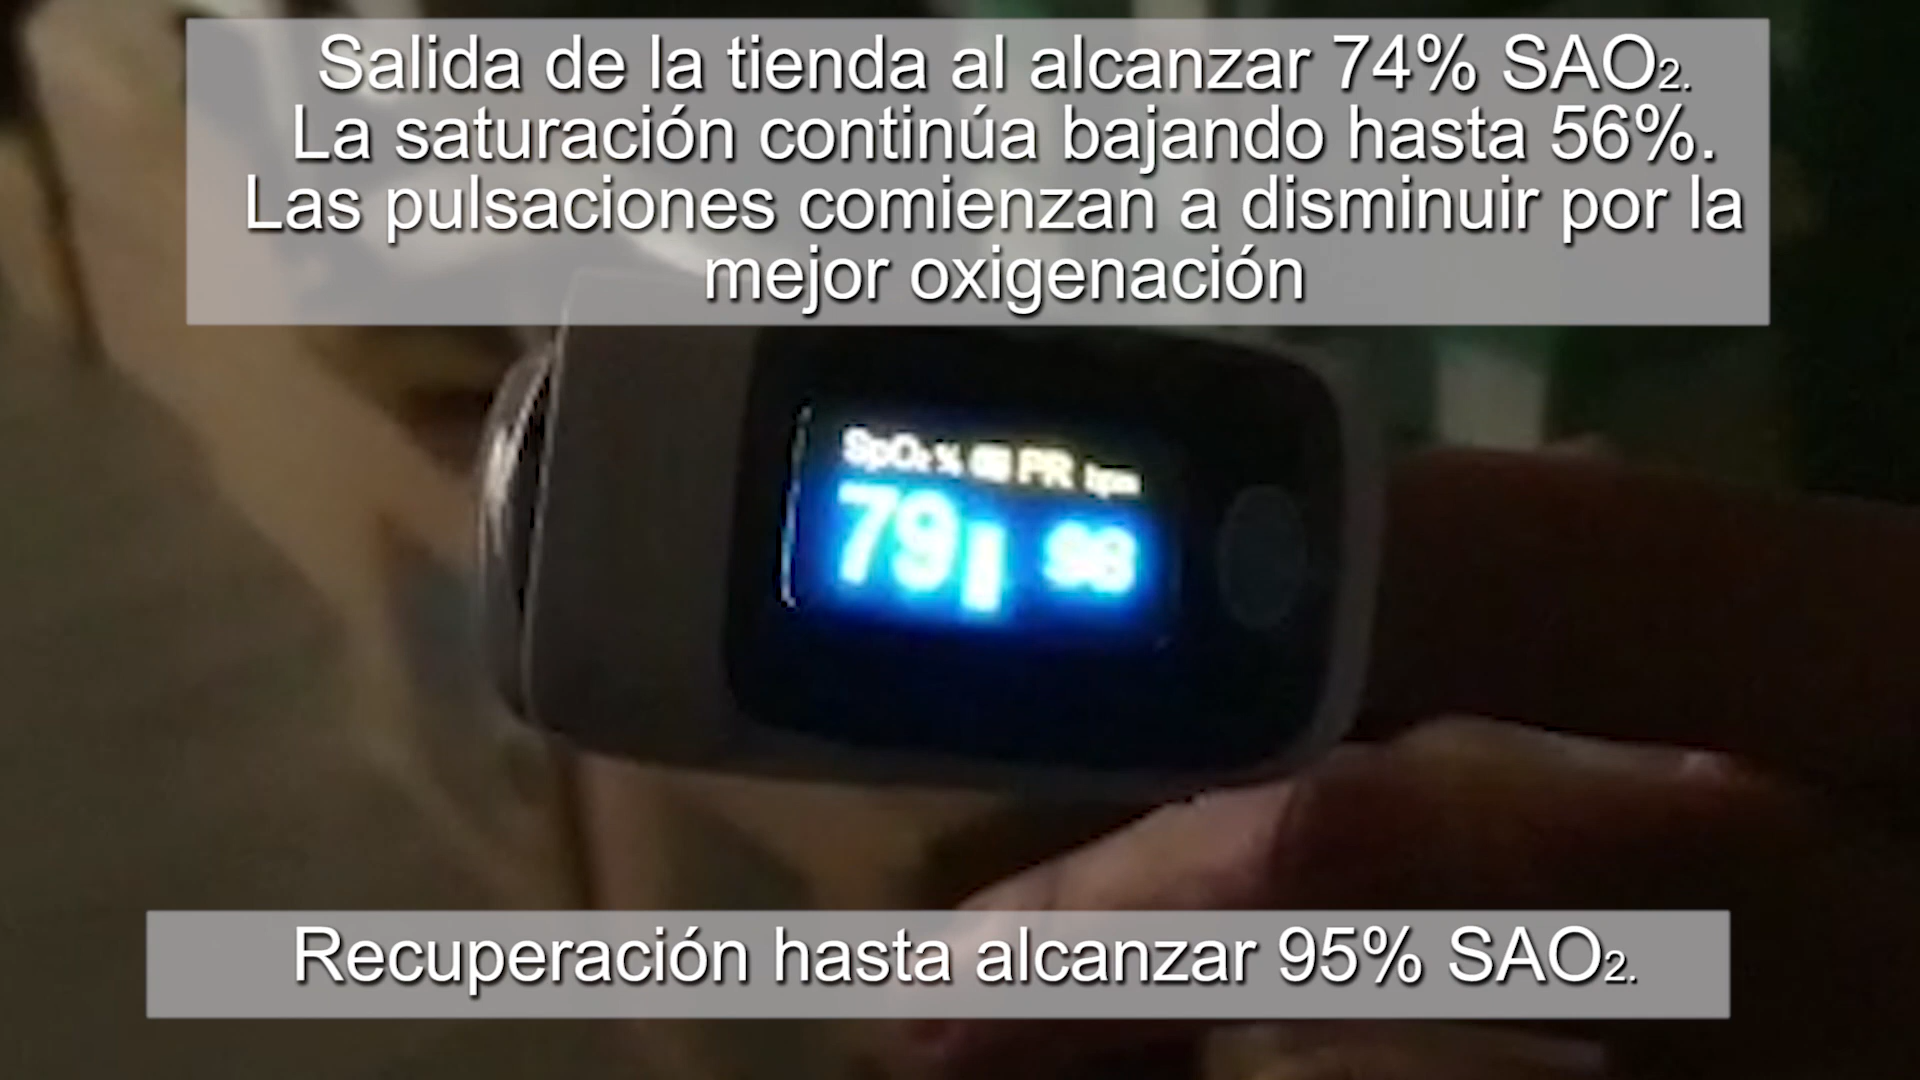 Salida de la tienda al alcanzar 74% SAO₂.
La saturación continúa bajando hasta 56%.
Las pulsaciones comienzan a disminuir por la
mejor oxigenación
SpO₂% PR bpm
79 98
Recuperación hasta alcanzar 95% SAO₂.